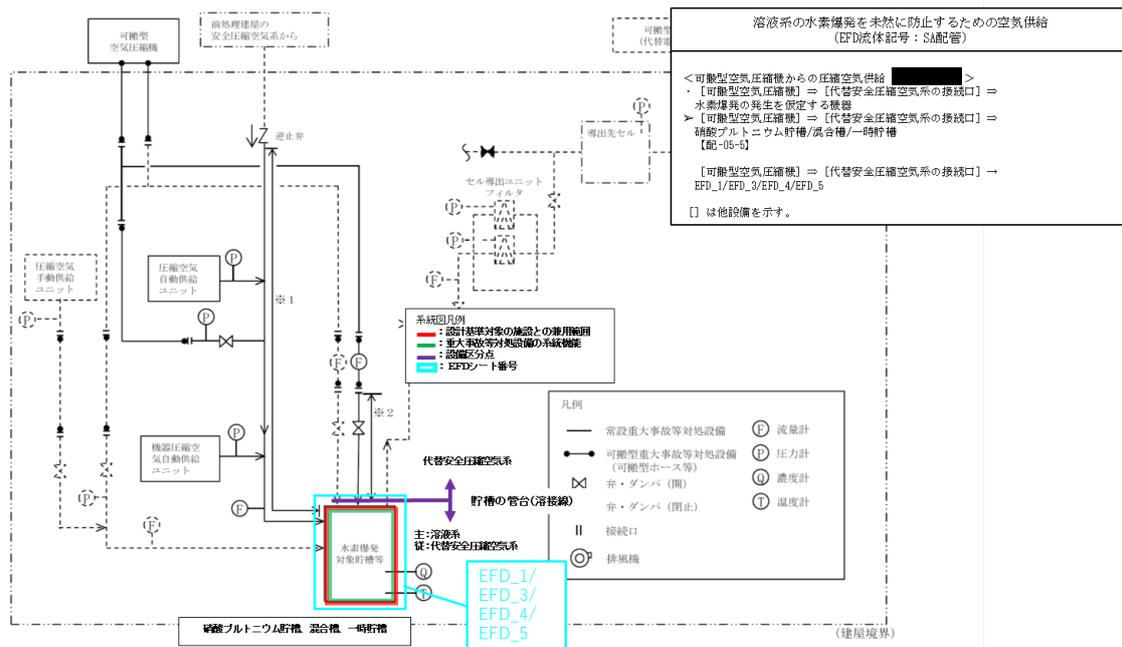 可搬型
空気圧縮機
前処理建屋の
安全圧縮空気系から
可搬
(代替電
溶液系の水素爆発を未然に防止するための空気供給
(EFD流体記号：SA配管)
＜可搬型空気圧縮機からの圧縮空気供給 ＞
・［可搬型空気圧縮機］⇒［代替安全圧縮空気系の接続口］⇒
水素爆発の発生を仮定する機器
➤［可搬型空気圧縮機］⇒［代替安全圧縮空気系の接続口］⇒
硝酸プルトニウム貯槽/混合槽/一時貯槽
【配-05-5】
［可搬型空気圧縮機］⇒［代替安全圧縮空気系の接続口］→
EFD_1/EFD_3/EFD_4/EFD_5
［］は他設備を示す。
逆止弁
P
導出先セル
セル導出ユニット
フィルタ
P
P
F
圧縮空気
手動供給
ユニット
P
圧縮空気
自動供給
ユニット
P
※1
P
F
F
※2
系統図凡例
：設計基準対象の施設との兼用範囲
：重大事故等対処設備の系統機能
：設備区分点
：EFDシート番号
凡例
常設重大事故等対処設備
可搬型重大事故等対処設備
(可搬型ホース等)
弁・ダンパ（開）
弁・ダンパ（閉止）
接続口
排風機
F 流量計
P 圧力計
Q 濃度計
T 温度計
機器圧縮空
気自動供給
ユニット
P
P
F
F
代替安全圧縮空気系
貯槽の管台(溶接線)
主：溶液系
従：代替安全圧縮空気系
水素爆発
対象貯槽等
Q
T
EFD_1/
EFD_3/
EFD_4/
EFD_5
硝酸プルトニウム貯槽、混合槽、一時貯槽
(建屋境界)